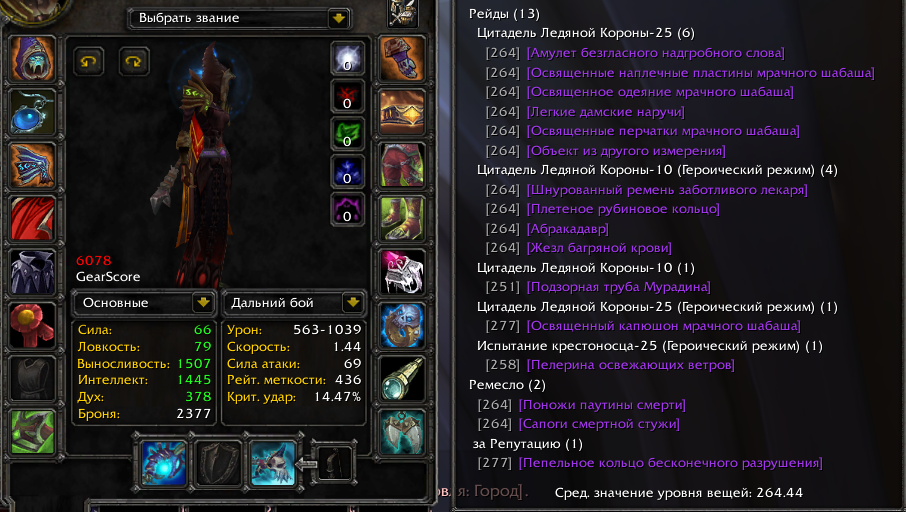 Выбрать звание
0
0
0
0
0
6078
GearScore
Основные
Сила: 66
Ловкость: 79
Выносливость: 1507
Интеллект: 1445
Дух: 378
Броня: 2377
Дальний бой
Урон: 563-1039
Скорость: 1.44
Сила атаки: 69
Рейт. меткости: 436
Крит. удар: 14.47%
Рейды (13)
Цитадель Ледяной Короны-25 (6)
[264] [Амулет безгласного надгробного слова]
[264] [Освященные наплечные пластины мрачного шабаша]
[264] [Освященное одеяние мрачного шабаша]
[264] [Легкие дамские наручи]
[264] [Освященные перчатки мрачного шабаша]
[264] [Объект из другого измерения]
Цитадель Ледяной Короны-10 (Героический режим) (4)
[264] [Шнурованный ремень заботливого лекаря]
[264] [Плетеное рубиновое кольцо]
[264] [Абракадавр]
[264] [Жезл багряной крови]
Цитадель Ледяной Короны-10 (1)
[251] [Подзорная труба Мурадина]
Цитадель Ледяной Короны-25 (Героический режим) (1)
[277] [Освященный капюшон мрачного шабаша]
Испытание крестоносца-25 (Героический режим) (1)
[258] [Пелерина освежающих ветров]
Ремесло (2)
[264] [Поножи паутины смерти]
[264] [Сапоги смертной стужи]
за Репутацию (1)
[277] [Пепельное кольцо бесконечного разрушения]
я: Город].
Сред. значение уровня вещей: 264.44